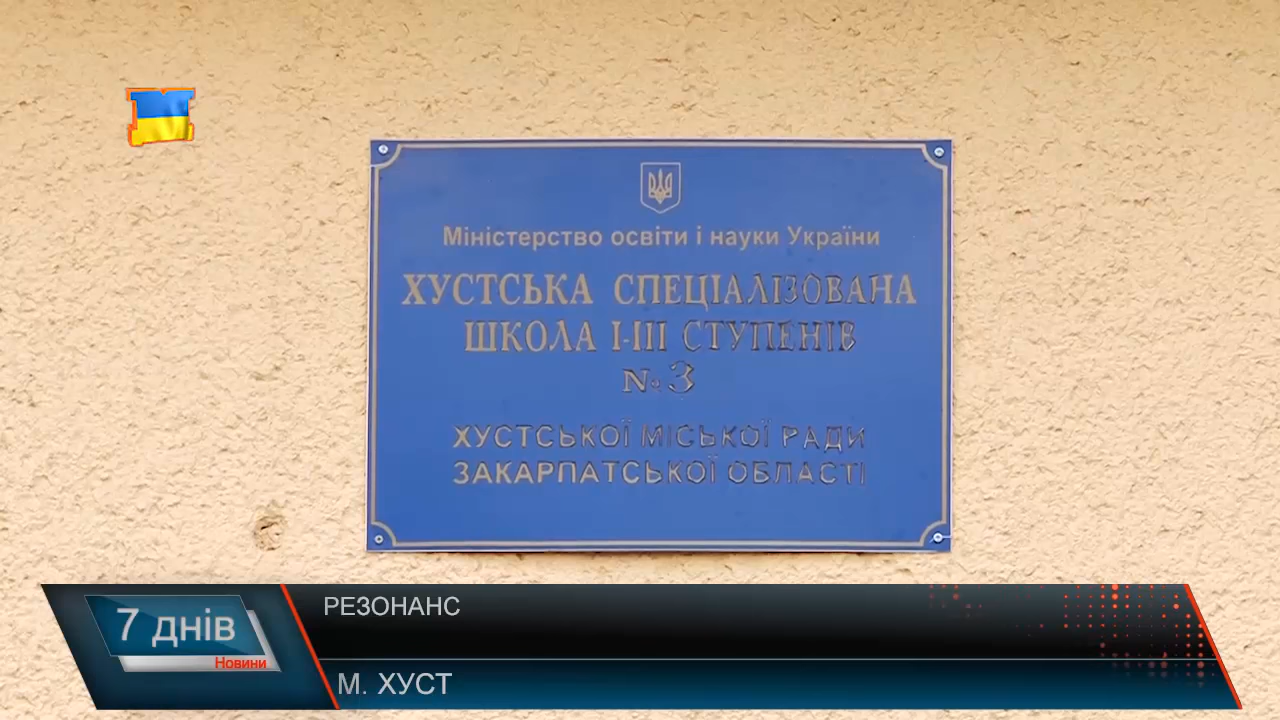 Міністерство освіти і науки України
ХУСТСЬКА СПЕЦІАЛІЗОВАНА
ШКОЛА І-ІІІ СТУПЕНІВ
№ 3
ХУСТСЬКОЇ МІСЬКОЇ РАДИ
ЗАКАРПАТСЬКОЇ ОБЛАСТІ
7 днів
Новини
РЕЗОНАНС
М. ХУСТ